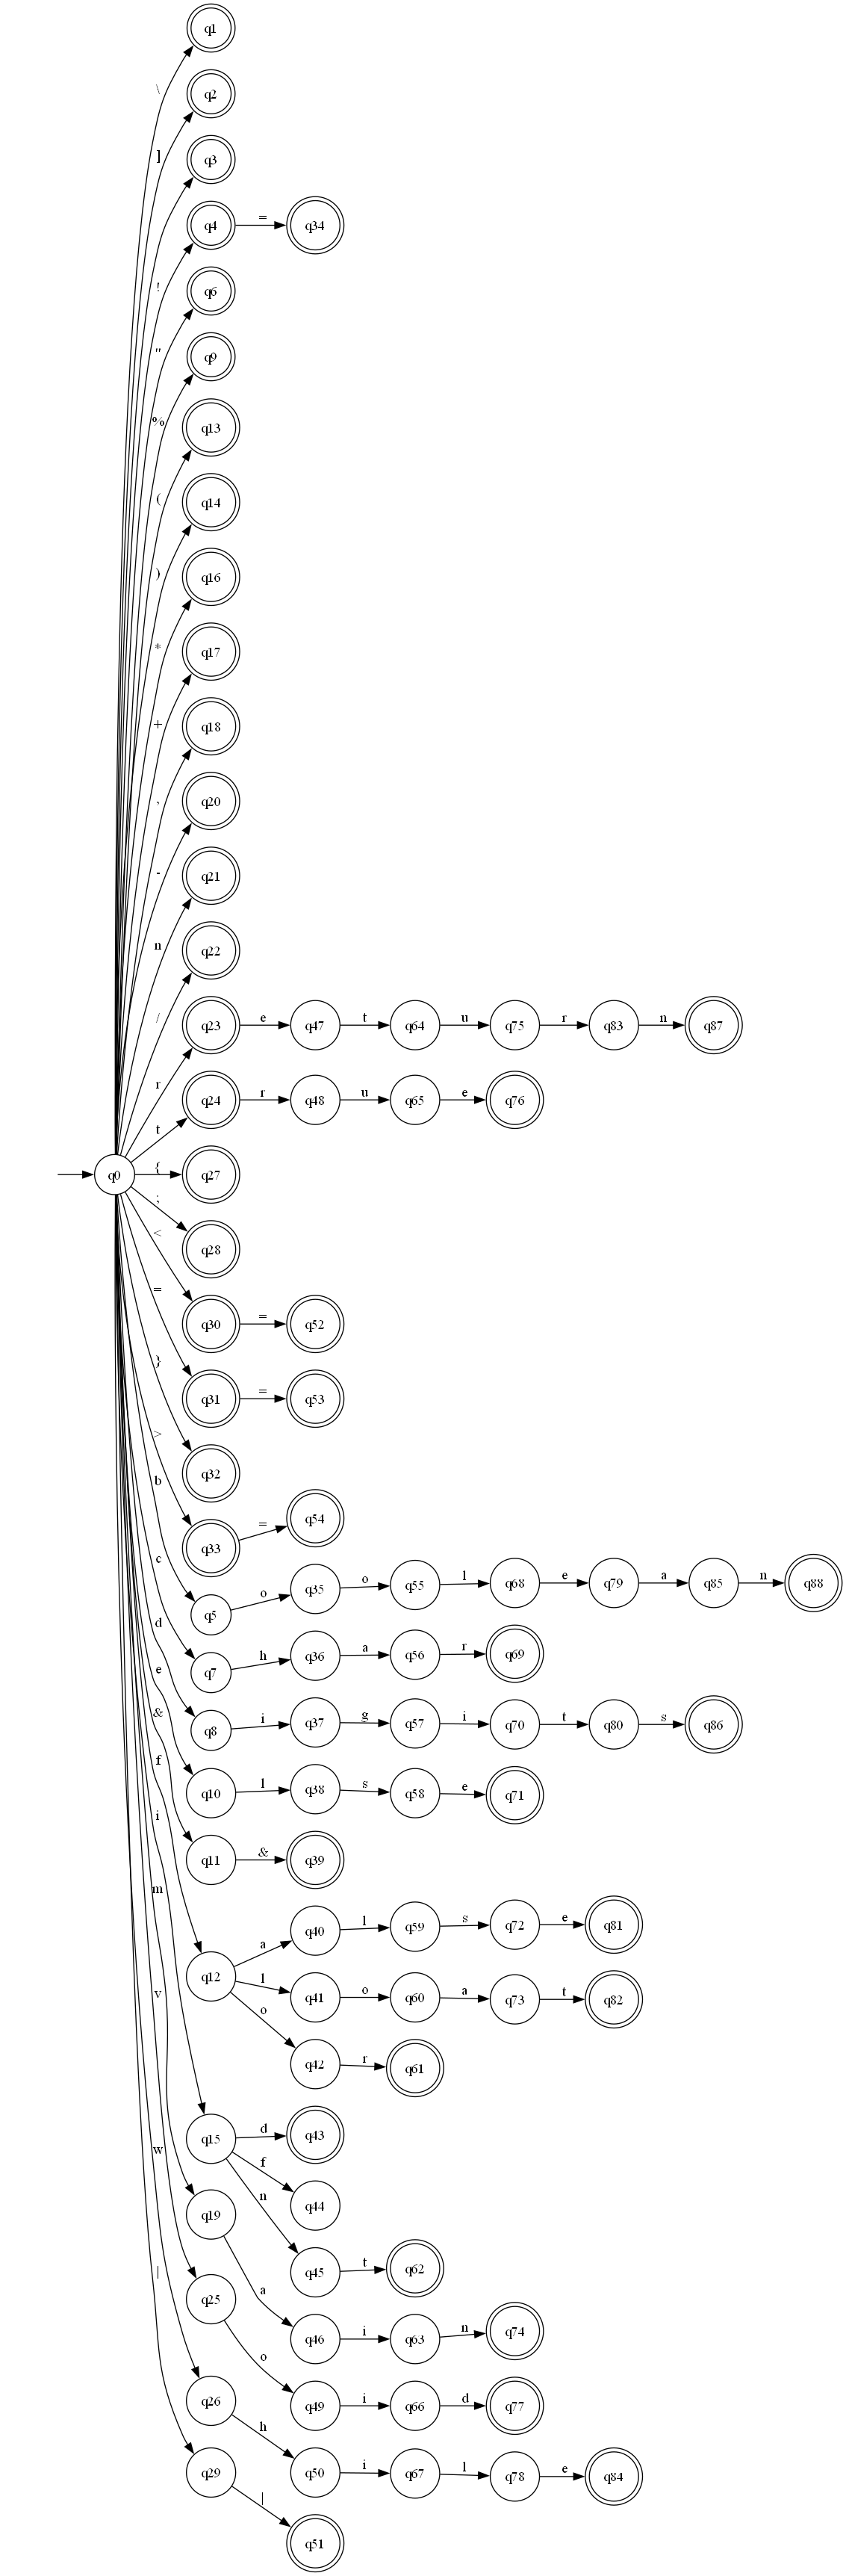 q1
\
q2
]
q3
q4 = q34
!
q6
"
q9
%
q13
(
q14
)
q16
*
q17
+
q18
,
q20
-
q21
n
q22
/
q23 e q47 t q64 u q75 r q83 n q87
r
q24 r q48 u q65 e q76
t
q0 { q27
;
q28
<
q30 = q52
=
q31 = q53
}
q32
>
q33 = q54
b
q5 o q35 o q55 l q68 e q79 a q85 n q88
c
q7 h q36 a q56 r q69
d
q8 i q37 g q57 i q70 t q80 s q86
e
q10 l q38 s q58 e q71
&
q11 & q39
f
q12 a q40 l q59 s q72 e q81
l q41 o q60 a q73 t q82
o q42 r q61
i
q15 d q43
f q44
n q45 t q62
m
q19 a q46 i q63 n q74
v
q25 o q49 i q66 d q77
w
q26 h q50 i q67 l q78 e q84
|
q29 | q51